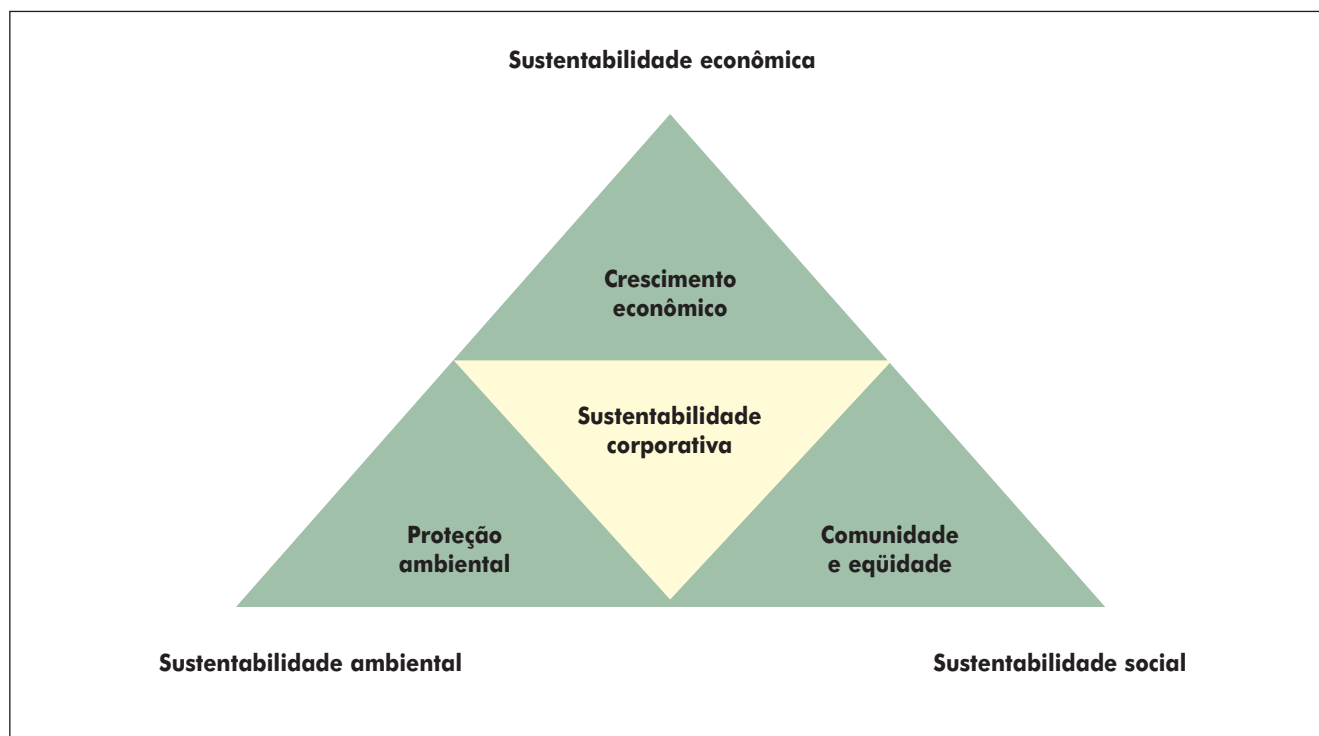 Sustentabilidade econômica
Crescimento
econômico
Sustentabilidade
corporativa
Proteção
ambiental
Comunidade
e eqüidade
Sustentabilidade ambiental
Sustentabilidade social